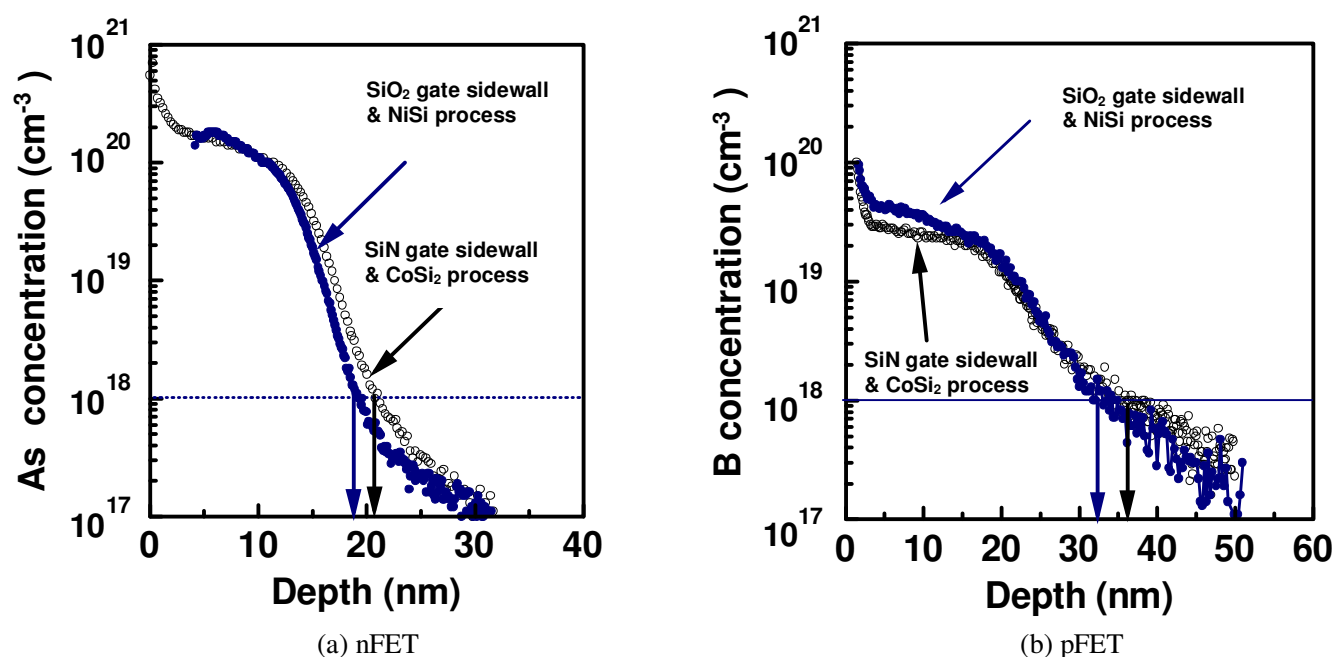 As concentration (cm-3 )
10^21
10^20
10^19
10^18
10^17
SiO2 gate sidewall
& NiSi process
SiN gate sidewall
& CoSi2 process
0 10 20 30 40
Depth (nm)
(a) nFET
B concentration (cm-3)
10^21
10^20
10^19
10^18
10^17
SiO2 gate sidewall
& NiSi process
SiN gate sidewall
& CoSi2 process
0 10 20 30 40 50 60
Depth (nm)
(b) pFET